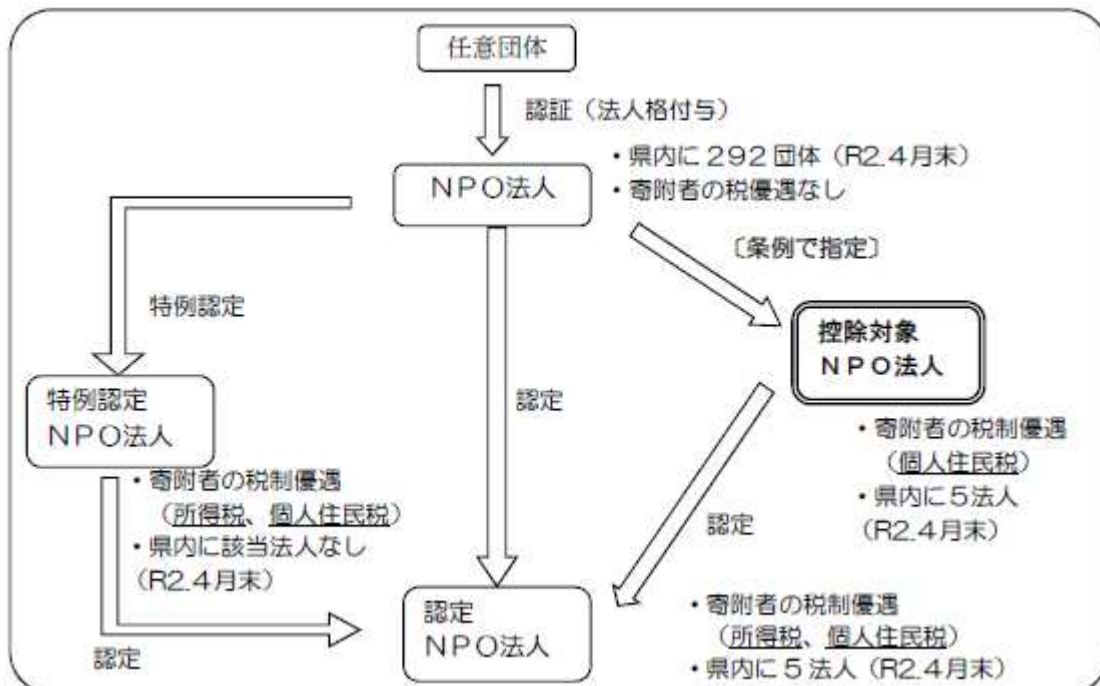 任意団体
認証（法人格付与）
・県内に２９２団体（R2.4月末）
・寄附者の税優遇なし
ＮＰＯ法人
〔条例で指定〕
特例認定
控除対象
ＮＰＯ法人
認定
特例認定
ＮＰＯ法人
・寄附者の税制優遇
（個人住民税）
・県内に５法人
（R2.4月末）
・寄附者の税制優遇
（所得税、個人住民税）
・県内に該当法人なし
（R2.4月末）
認定
認定
認定
ＮＰＯ法人
・寄附者の税制優遇
（所得税、個人住民税）
・県内に５法人（R2.4月末）